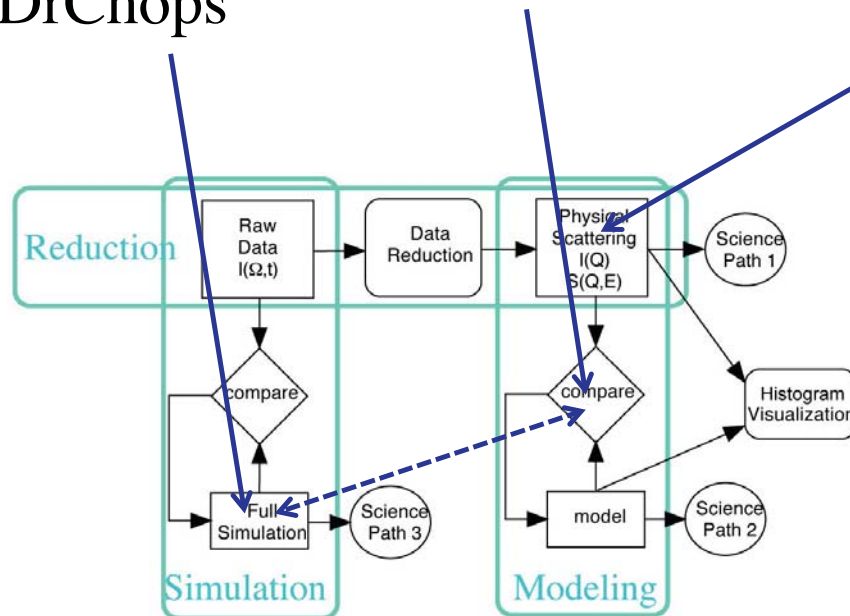 DrChops
Reduction
Raw
Data
I(Ω,t)
Data
Reduction
Physical
Scattering
I(Q)
S(Q,E)
Science
Path 1
compare
compare
Histogram
Visualization
Full
Simulation
Science
Path 3
model
Science
Path 2
Simulation
Modeling